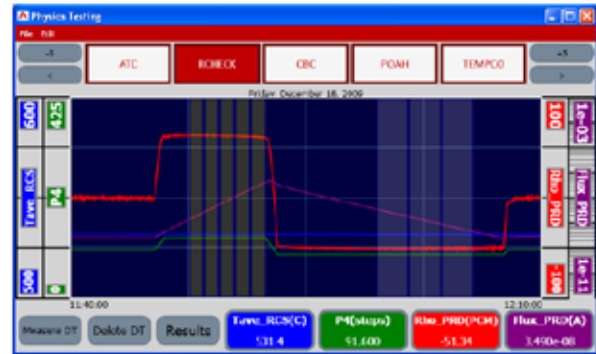 Physics Testing
File Edit
-5 ATC RCHECK CBC POAH TEMPCO +5
< >
Friday, December 18, 2009
600 425 100 1e-03
Tave_RCS P4 Rho_PRD Flux_PRD
500 0 -100 1e-11
11:40:00 12:10:00
Measure DT Delete DT Results Tave_RCS(C) P4(steps) Rho_PRD(PCM) Flux_PRD(A)
531.4 91.600 -51.34 3.490e-08